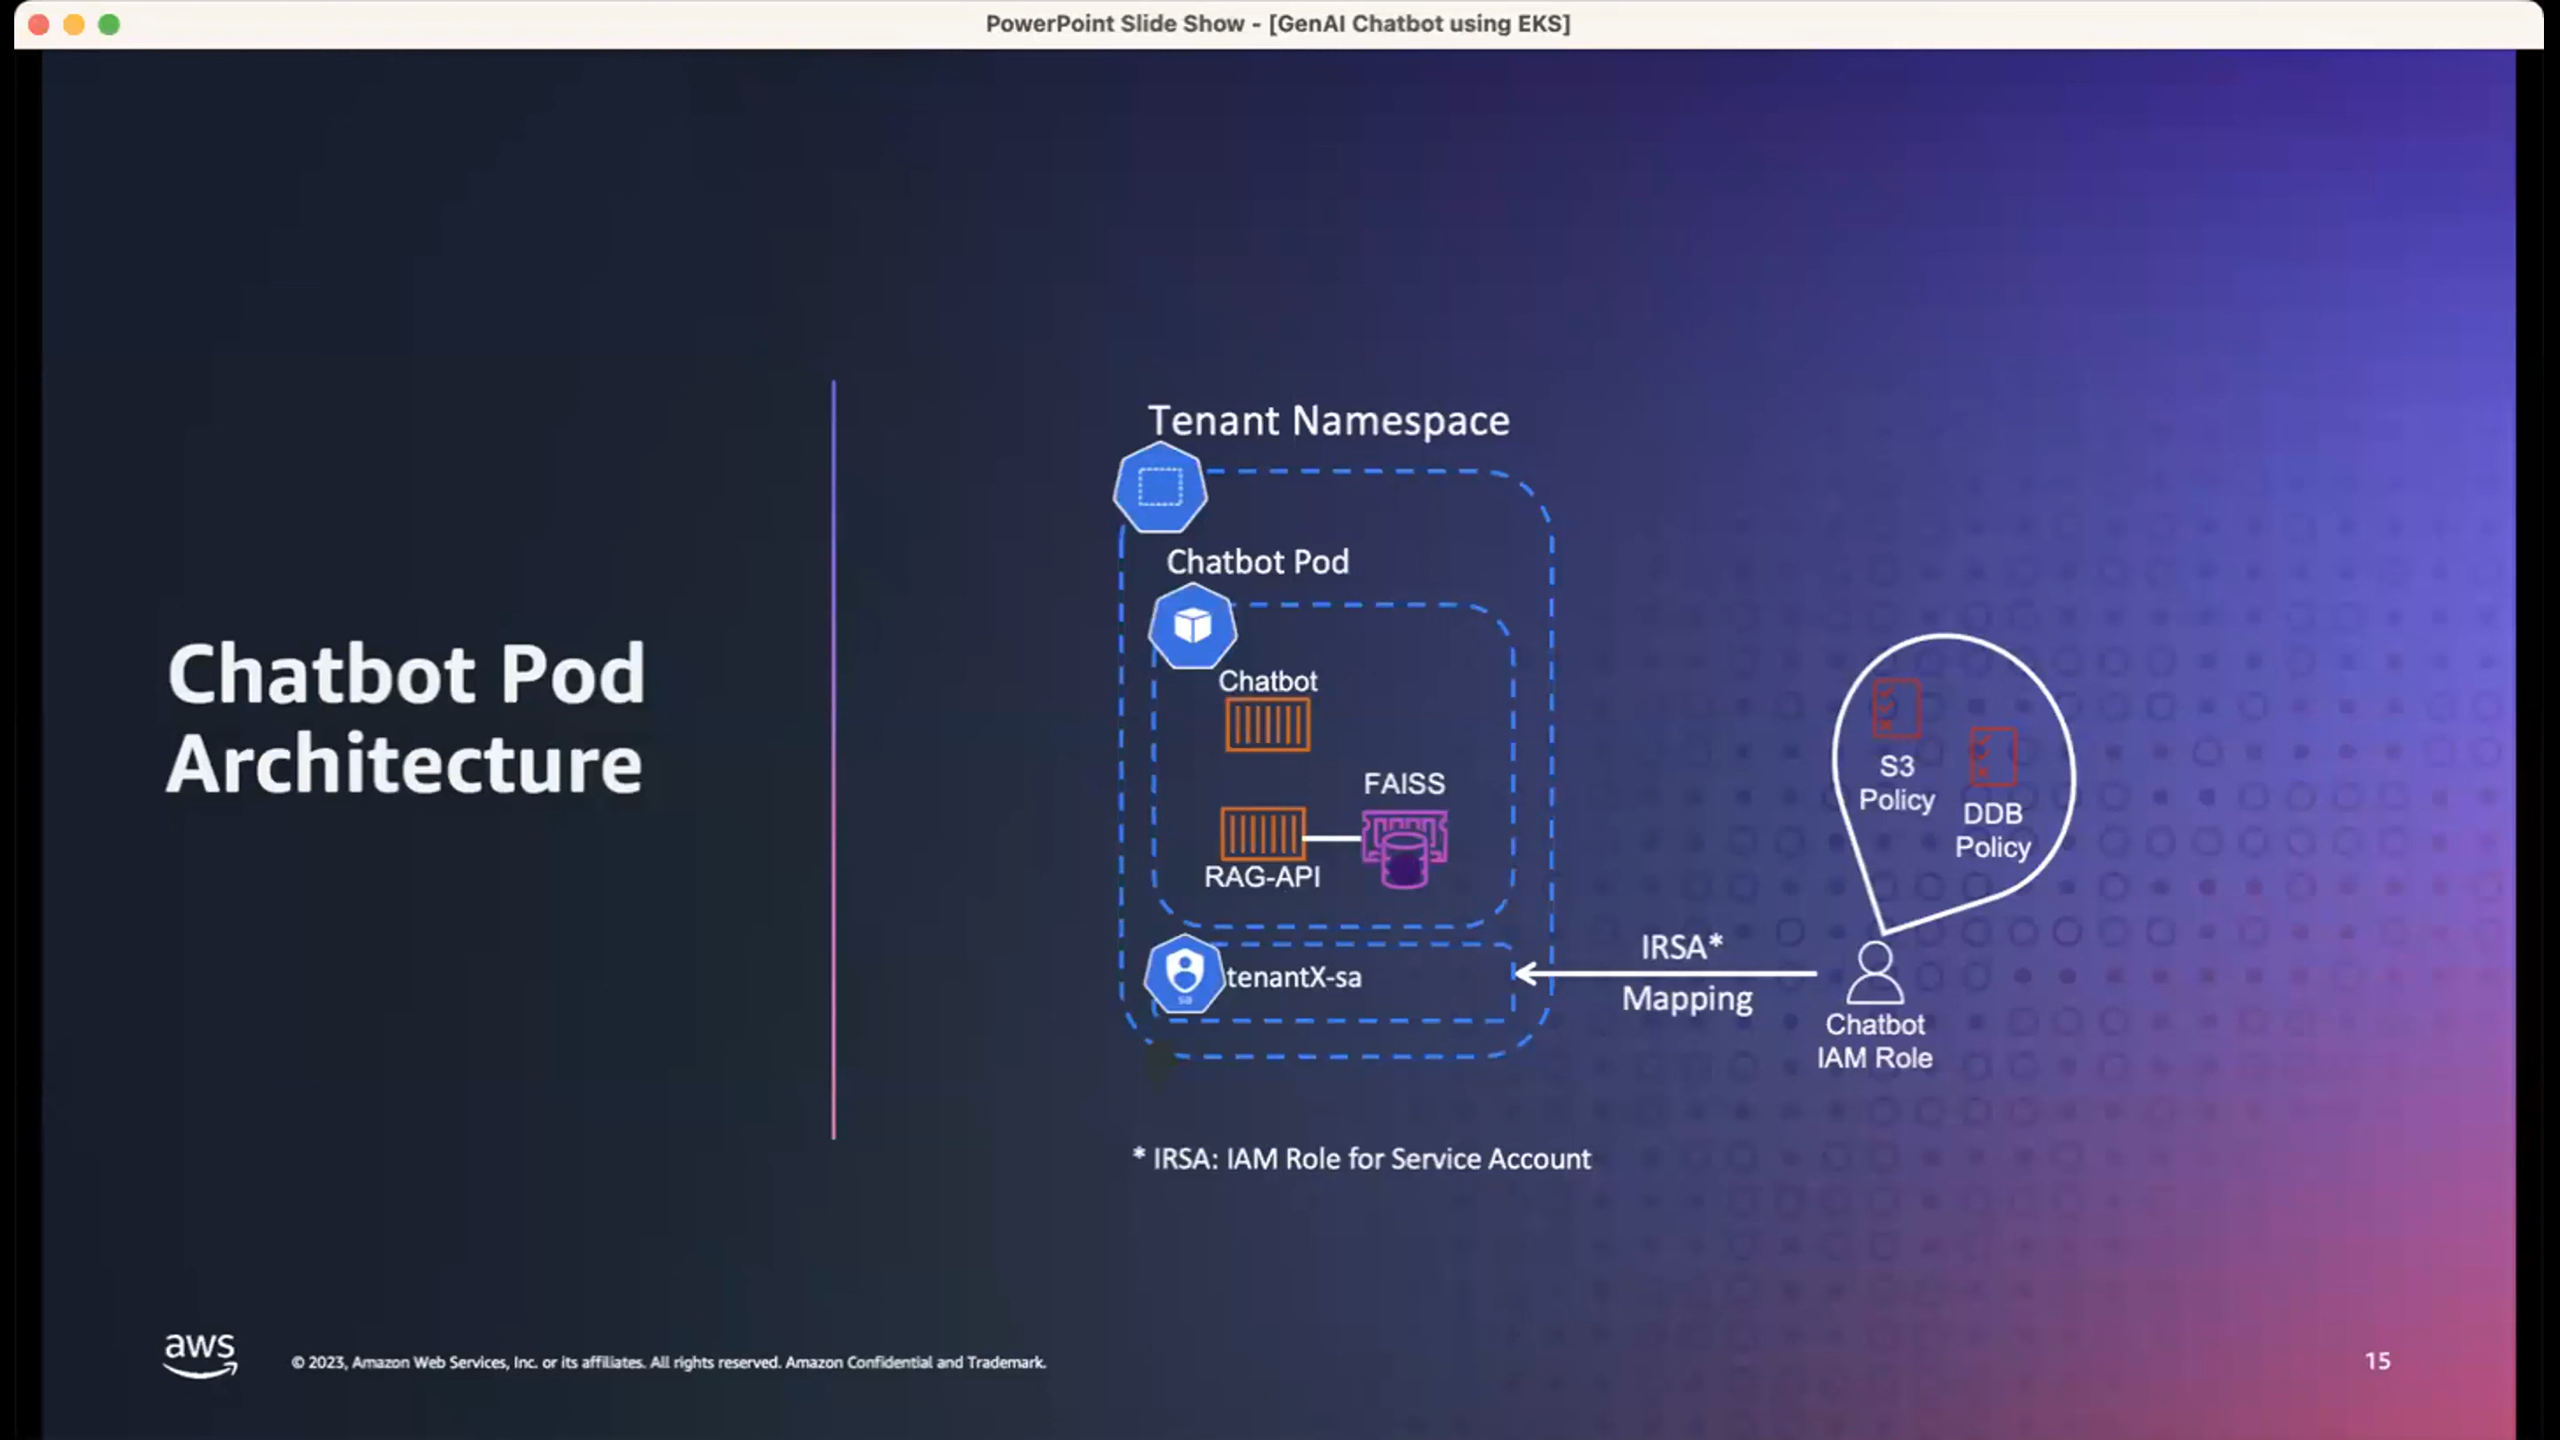 PowerPoint Slide Show - [GenAI Chatbot using EKS]
Chatbot Pod
Architecture
Tenant Namespace
Chatbot Pod
Chatbot
FAISS
RAG-API
tenantX-sa
sa
IRSA*
Mapping
S3
Policy
DDB
Policy
Chatbot
IAM Role
* IRSA: IAM Role for Service Account
aws
© 2023, Amazon Web Services, Inc. or its affiliates. All rights reserved. Amazon Confidential and Trademark.
15